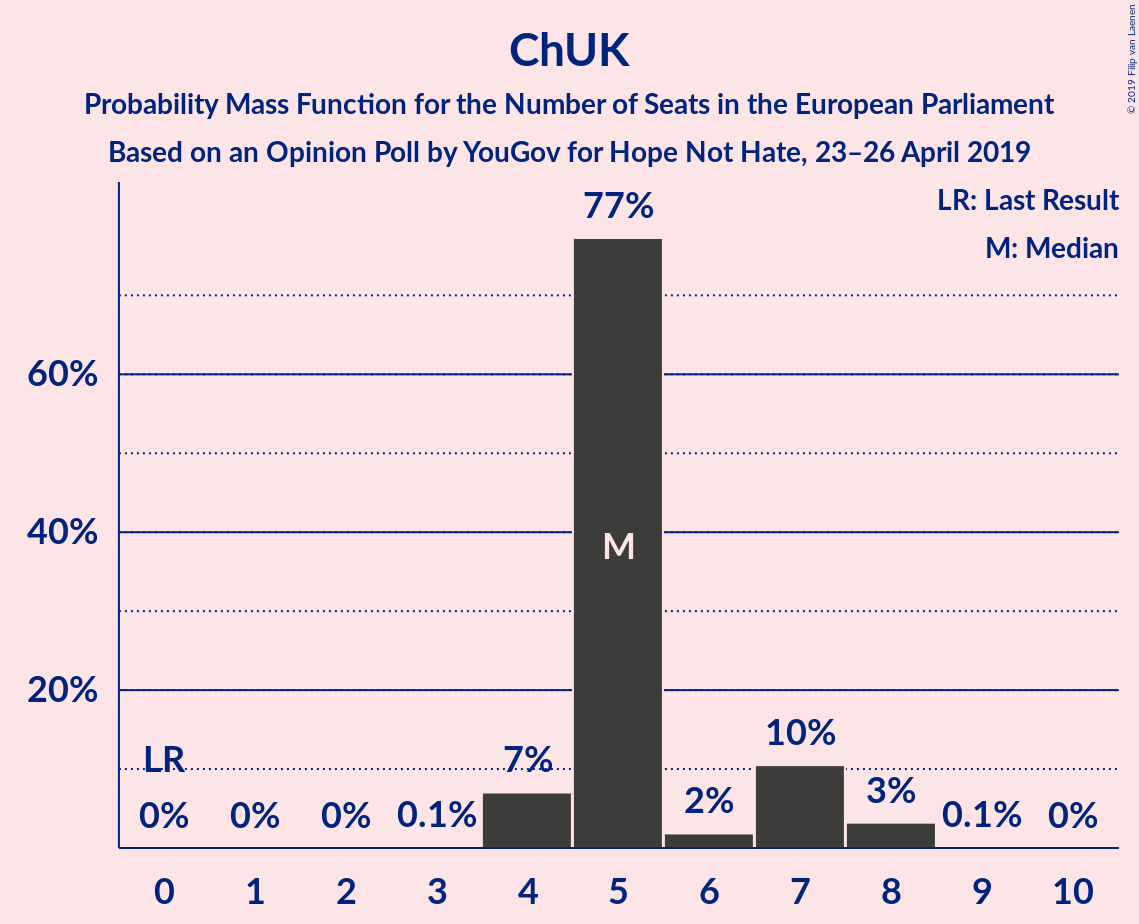 ChUK
Probability Mass Function for the Number of Seats in the European Parliament
Based on an Opinion Poll by YouGov for Hope Not Hate, 23–26 April 2019
© 2019 Filip van Laenen
LR: Last Result
M: Median
77%
60%
40%
M
20%
10%
LR
7%
3%
2%
0%
0%
0%
0.1%
0.1%
0%
0 1 2 3 4 5 6 7 8 9 10